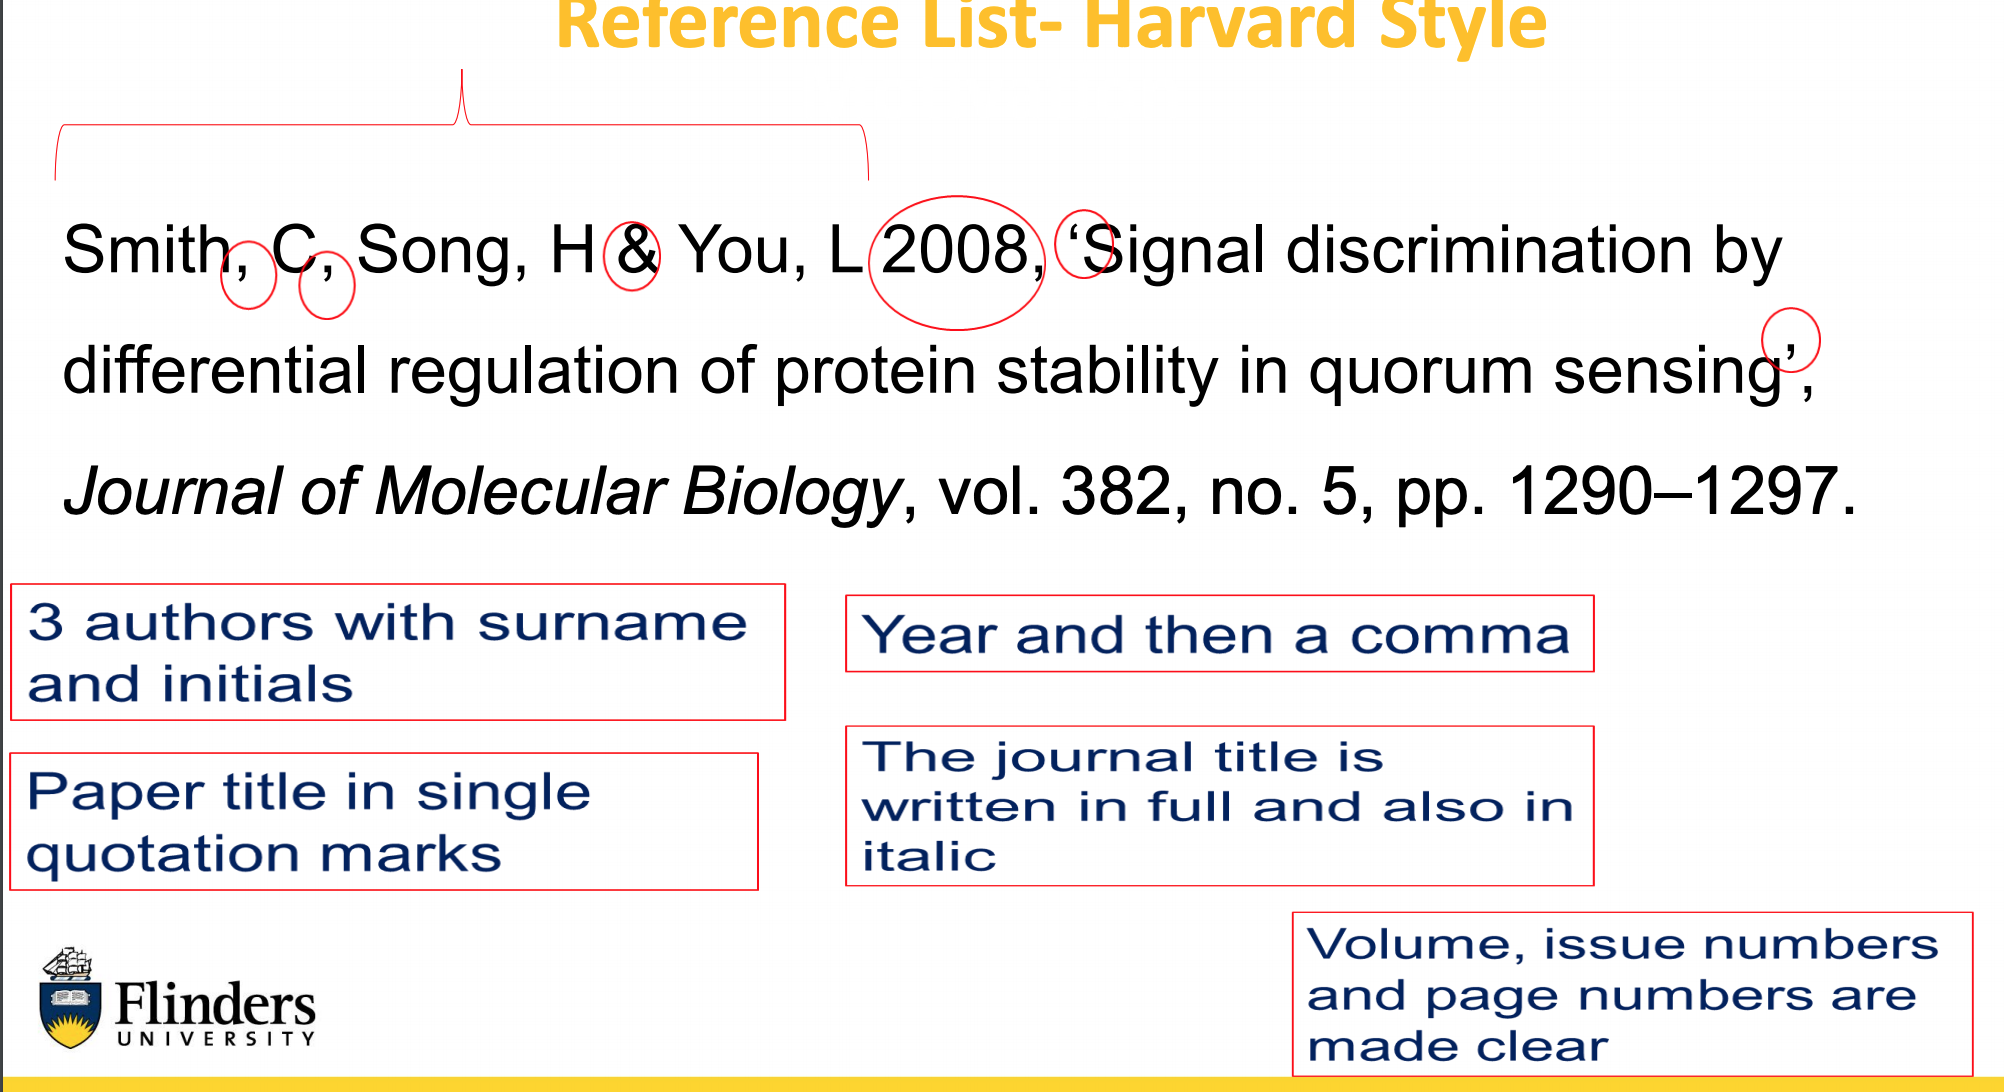 Reference List- Harvard Style
Smith, C, Song, H & You, L 2008, ‘Signal discrimination by
differential regulation of protein stability in quorum sensing’,
Journal of Molecular Biology, vol. 382, no. 5, pp. 1290–1297.
3 authors with surname
and initials
Year and then a comma
Paper title in single
quotation marks
The journal title is
written in full and also in
italic
Volume, issue numbers
and page numbers are
made clear
Flinders
UNIVERSITY